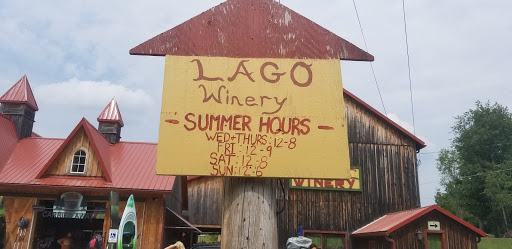 LAGO
Winery
- SUMMER HOURS -
WED+THURS: 12-8
FRI: 12-9
SAT: 12-8
SUN: 12-6
WINERY